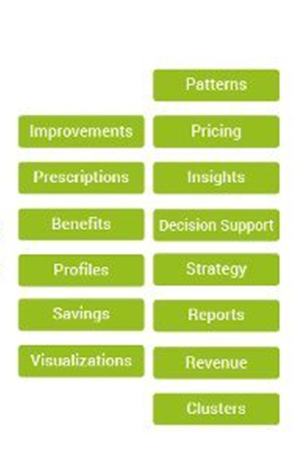 Patterns
Improvements
Pricing
Prescriptions
Insights
Benefits
Decision Support
Profiles
Strategy
Savings
Reports
Visualizations
Revenue
Clusters